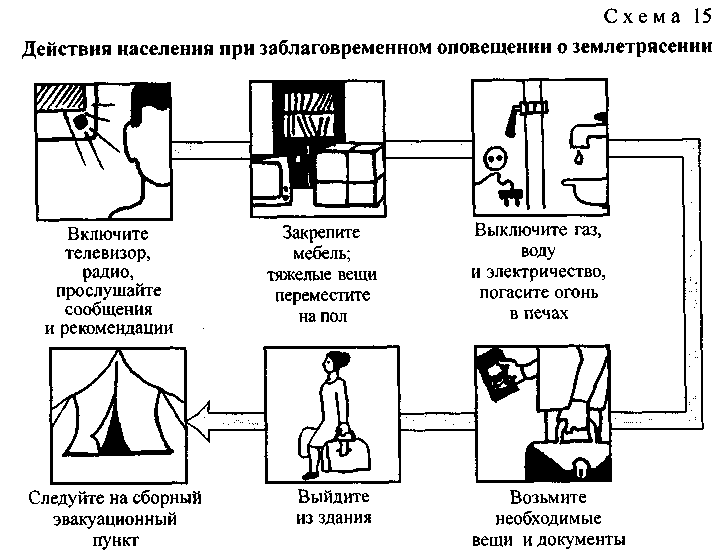 Схема 15
Действия населения при заблаговременном оповещении о землетрясении
Включите
телевизор,
радио,
прослушайте
сообщения
и рекомендации
Закрепите
мебель;
тяжелые вещи
переместите
на пол
Выключите газ,
воду
и электричество,
погасите огонь
в печах
Следуйте на сборный
эвакуационный
пункт
Выйдите
из здания
Возьмите
необходимые
вещи и документы